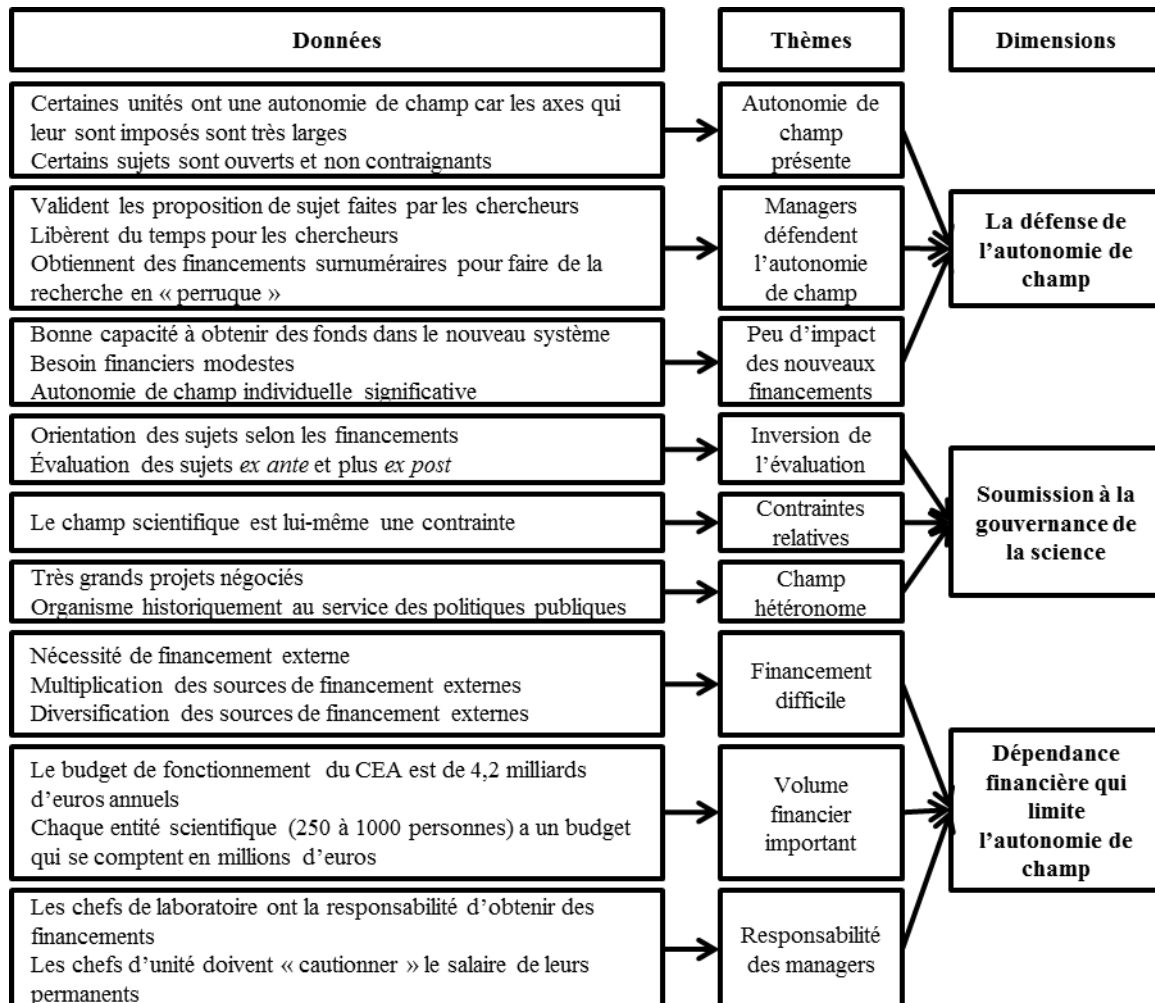 Données
Thèmes
Dimensions
Certaines unités ont une autonomie de champ car les axes qui
leur sont imposés sont très larges
Certains sujets sont ouverts et non contraignants
Autonomie de
champ
présente
Valident les proposition de sujet faites par les chercheurs
Libèrent du temps pour les chercheurs
Obtiennent des financements surnuméraires pour faire de la
recherche en « perruque »
Managers
défendent
l’autonomie
de champ
La défense de
l’autonomie de
champ
Bonne capacité à obtenir des fonds dans le nouveau système
Besoin financiers modestes
Autonomie de champ individuelle significative
Peu d’impact
des nouveaux
financements
Orientation des sujets selon les financements
Évaluation des sujets ex ante et plus ex post
Inversion de
l’évaluation
Le champ scientifique est lui-même une contrainte
Contraintes
relatives
Soumission à la
gouvernance de
la science
Très grands projets négociés
Organisme historiquement au service des politiques publiques
Champ
hétéronome
Nécessité de financement externe
Multiplication des sources de financement externes
Diversification des sources de financement externes
Financement
difficile
Le budget de fonctionnement du CEA est de 4,2 milliards
d’euros annuels
Chaque entité scientifique (250 à 1000 personnes) a un budget
qui se comptent en millions d’euros
Volume
financier
important
Dépendance
financière qui
limite
l’autonomie de
champ
Les chefs de laboratoire ont la responsabilité d’obtenir des
financements
Les chefs d’unité doivent « cautionner » le salaire de leurs
permanents
Responsabilité
des managers